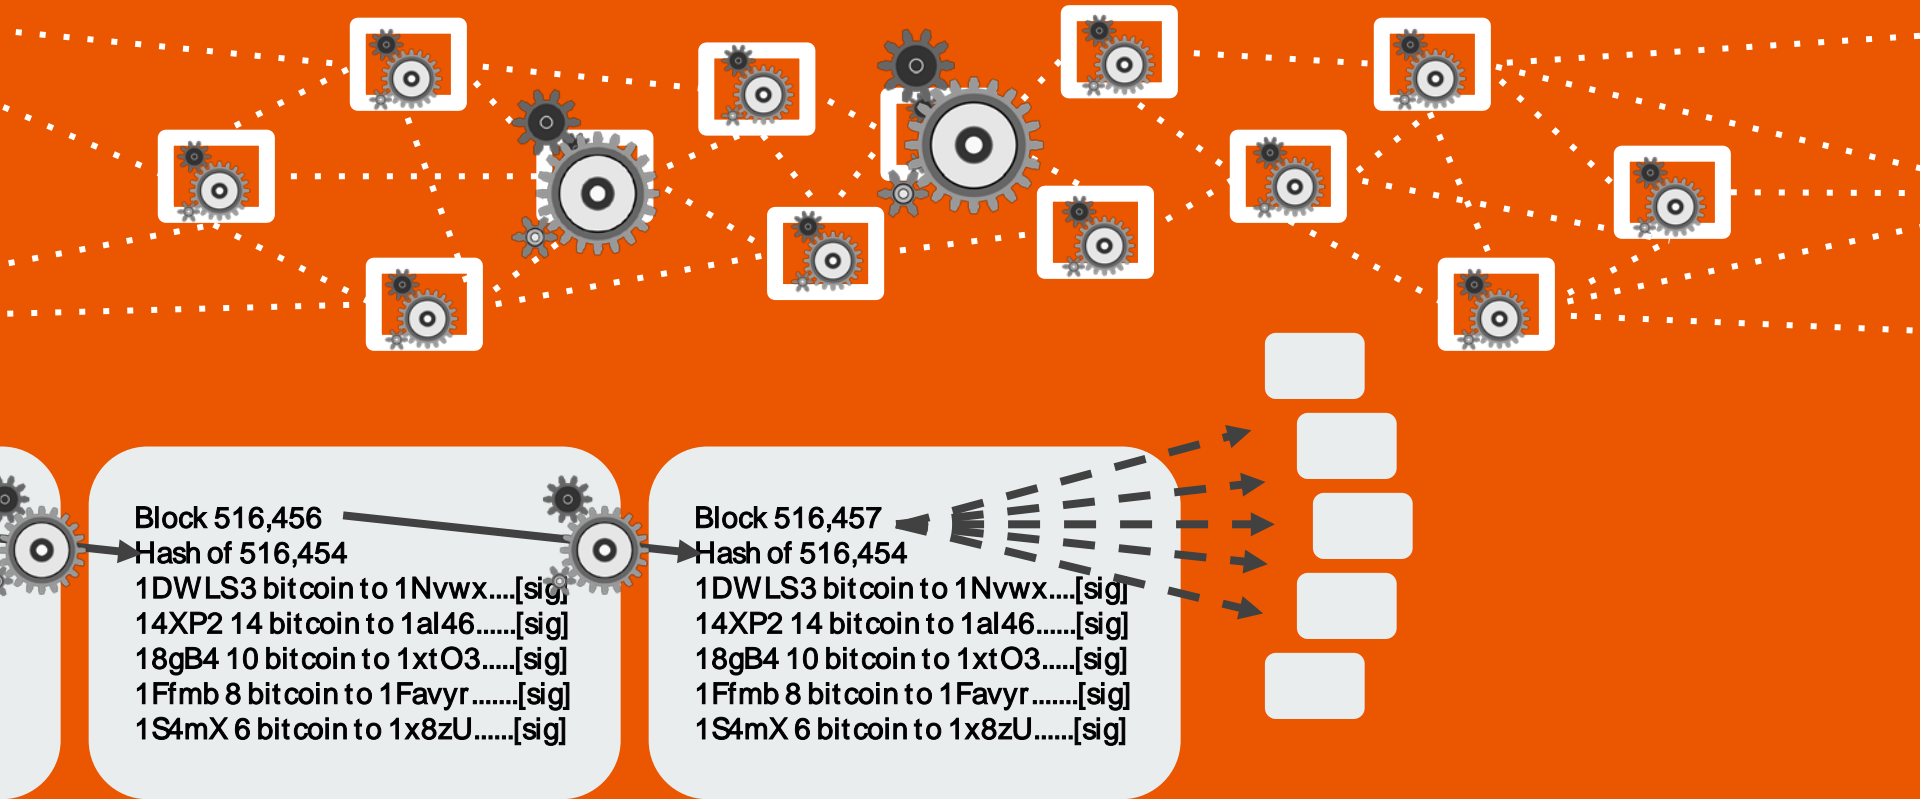 Block 516,456
Hash of 516,454
1DWLS3 bitcoin to 1Nvwx....[sig]
14XP2 14 bitcoin to 1aI46......[sig]
18gB4 10 bitcoin to 1xtO3.....[sig]
1Ffmb 8 bitcoin to 1Favyr.......[sig]
1S4mX 6 bitcoin to 1x8zU......[sig]
Block 516,457
Hash of 516,454
1DWLS3 bitcoin to 1Nvwx....[sig]
14XP2 14 bitcoin to 1aI46......[sig]
18gB4 10 bitcoin to 1xtO3.....[sig]
1Ffmb 8 bitcoin to 1Favyr.......[sig]
1S4mX 6 bitcoin to 1x8zU......[sig]